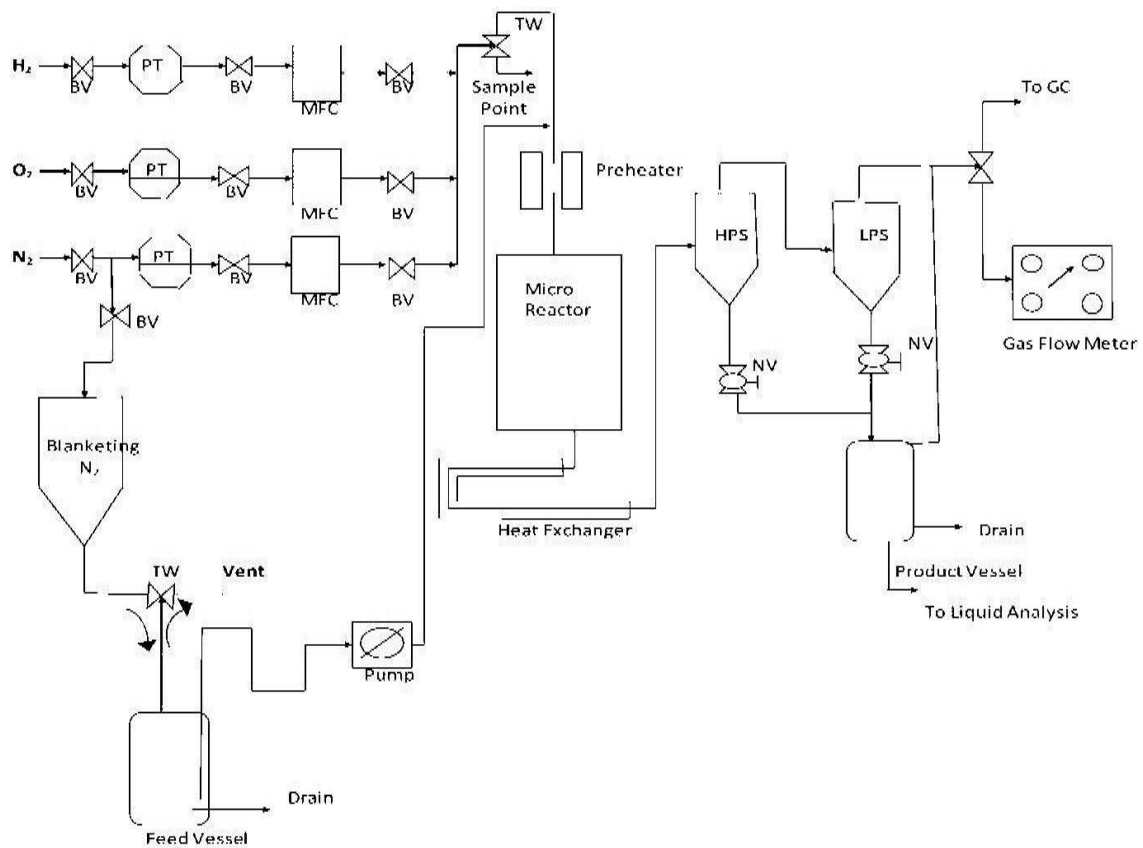 TW
H₂
BV
PT
BV
MFC
BV
Sample
Point
To GC
O₂
BV
PT
BV
MFC
BV
Preheater
N₂
BV
PT
BV
MFC
BV
BV
HPS
LPS
Micro
Reactor
NV
NV
Gas Flow Meter
Blanketing
N₂
Heat Exchanger
Drain
Product Vessel
To Liquid Analysis
TW
Vent
Pump
Drain
Feed Vessel